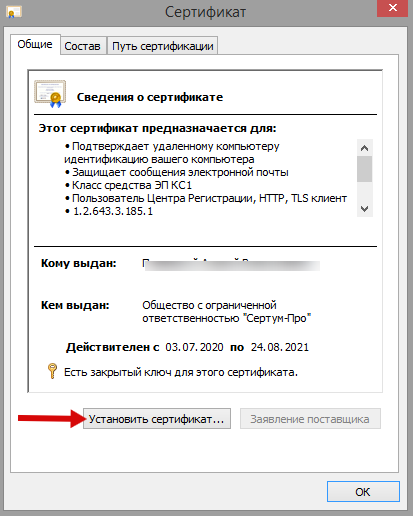 Сертификат
Общие Состав Путь сертификации
Сведения о сертификате
Этот сертификат предназначается для:
• Подтверждает удаленному компьютеру
идентификацию вашего компьютера
• Защищает сообщения электронной почты
• Класс средства ЭП КС1
• Пользователь Центра Регистрации, HTTP, TLS клиент
• 1.2.643.3.185.1
Кому выдан:
Кем выдан: Общество с ограниченной
ответственностью "Сертум-Про"
Действителен с 03.07.2020 по 24.08.2021
Есть закрытый ключ для этого сертификата.
Установить сертификат... Заявление поставщика
ОК